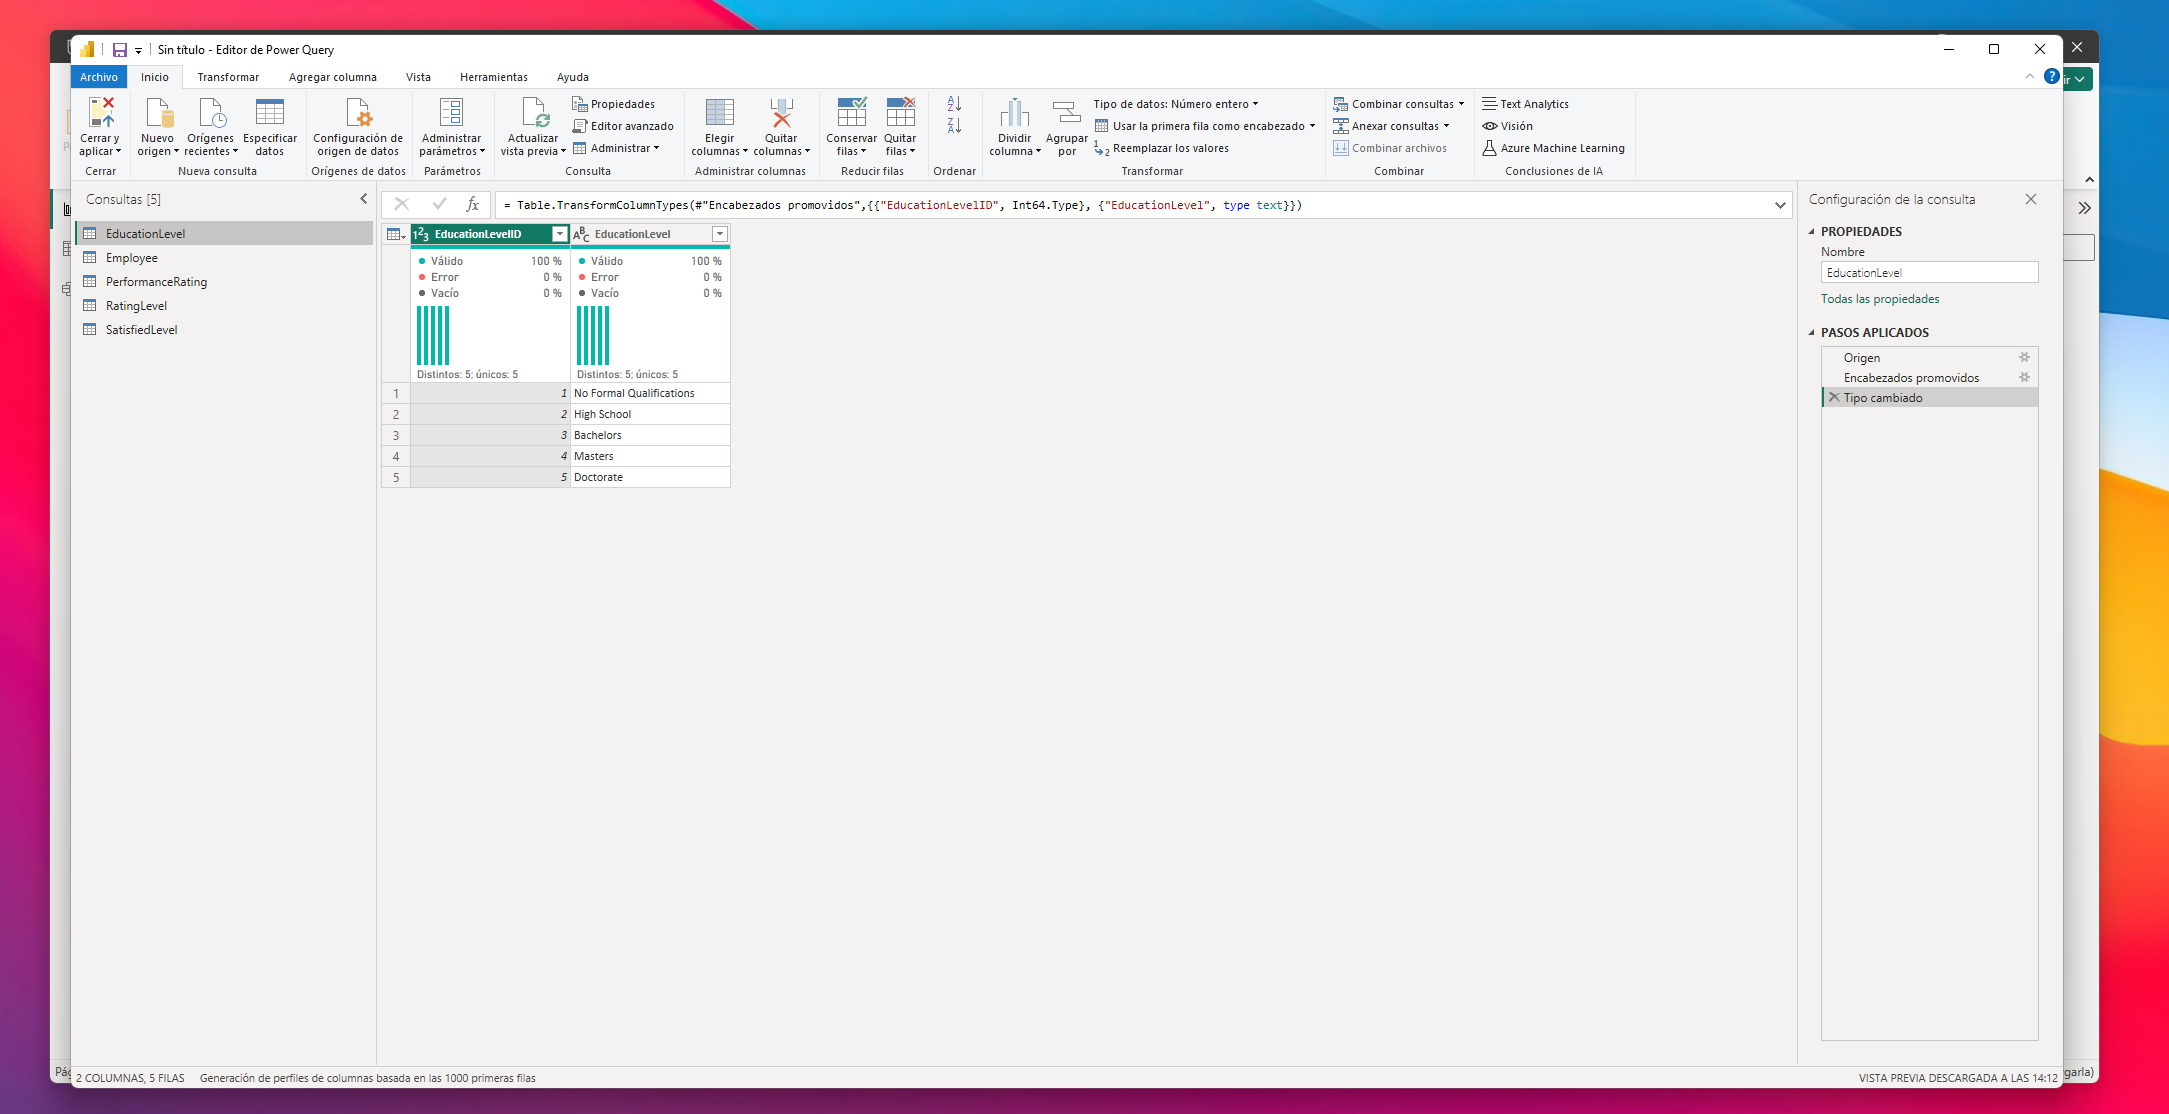 Sin título - Editor de Power Query
Archivo Inicio Transformar Agregar columna Vista Herramientas Ayuda
Cerrar y aplicar
Cerrar
Nuevo origen
Orígenes recientes
Especificar datos
Nueva consulta
Configuración de origen de datos
Orígenes de datos
Administrar parámetros
Parámetros
Actualizar vista previa
Propiedades
Editor avanzado
Administrar
Consulta
Elegir columnas
Quitar columnas
Administrar columnas
Conservar filas
Quitar filas
Reducir filas
Ordenar
Dividir columna
Agrupar por
Tipo de datos: Número entero
Usar la primera fila como encabezado
Reemplazar los valores
Transformar
Combinar consultas
Anexar consultas
Combinar archivos
Combinar
Text Analytics
Visión
Azure Machine Learning
Conclusiones de IA
Consultas [5]
EducationLevel
Employee
PerformanceRating
RatingLevel
SatisfiedLevel
= Table.TransformColumnTypes(#"Encabezados promovidos",{{"EducationLevelID", Int64.Type}, {"EducationLevel", type text}})
EducationLevelID EducationLevel
Válido 100 % Válido 100 %
Error 0 % Error 0 %
Vacío 0 % Vacío 0 %
Distintos: 5; únicos: 5 Distintos: 5; únicos: 5
1 1 No Formal Qualifications
2 2 High School
3 3 Bachelors
4 4 Masters
5 5 Doctorate
Configuración de la consulta
PROPIEDADES
Nombre
EducationLevel
Todas las propiedades
PASOS APLICADOS
Origen
Encabezados promovidos
Tipo cambiado
2 COLUMNAS, 5 FILAS Generación de perfiles de columnas basada en las 1000 primeras filas
VISTA PREVIA DESCARGADA A LAS 14:12